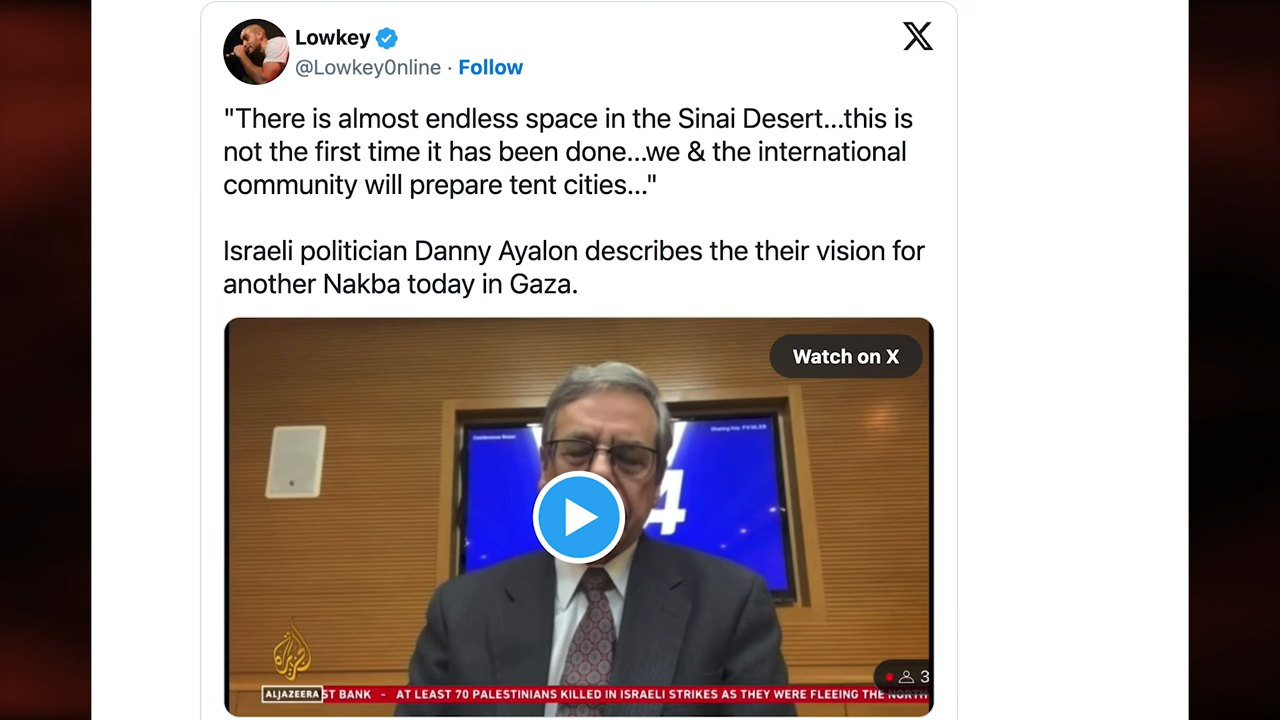 Lowkey
@Lowkey0nline · Follow
"There is almost endless space in the Sinai Desert...this is
not the first time it has been done...we & the international
community will prepare tent cities..."
Israeli politician Danny Ayalon describes the their vision for
another Nakba today in Gaza.
Watch on X
4
3
ALJAZEERA ST BANK - AT LEAST 70 PALESTINIANS KILLED IN ISRAELI STRIKES AS THEY WERE FLEEING THE NORTH